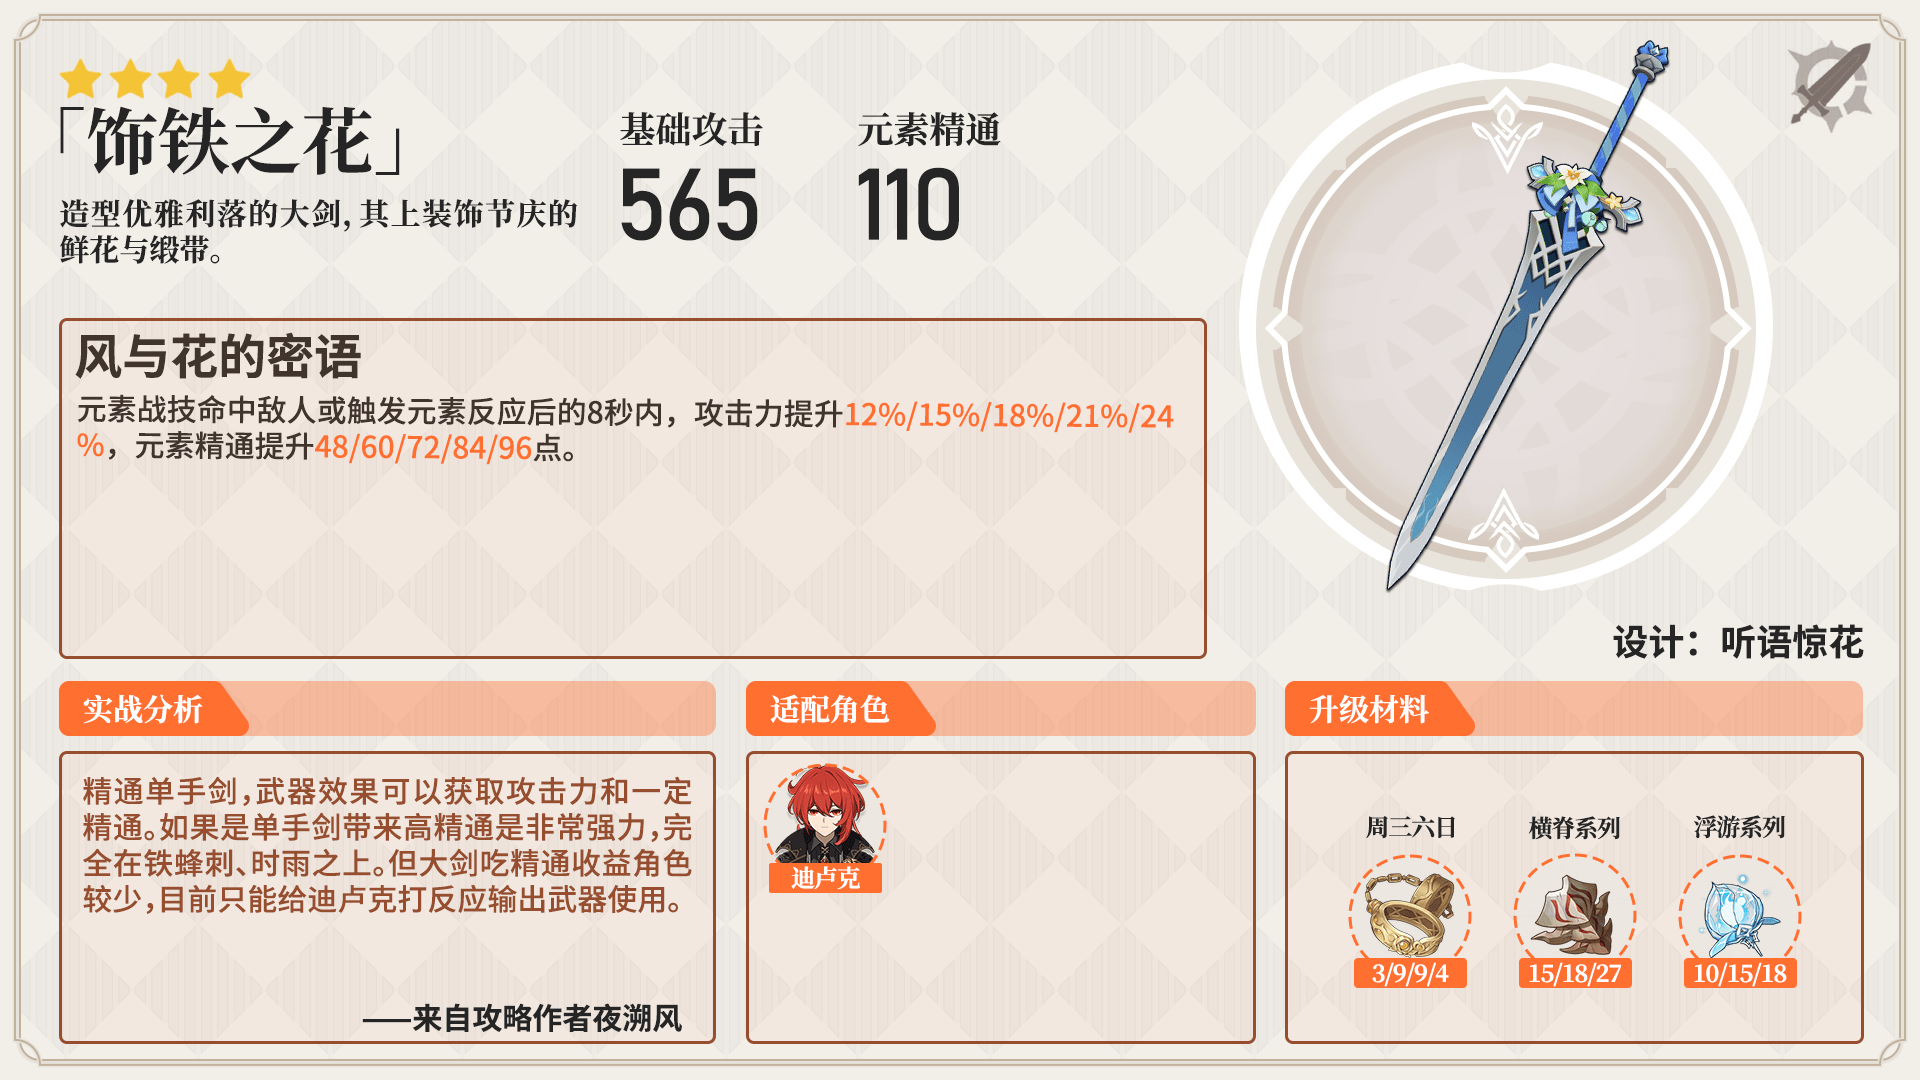 「饰铁之花」
造型优雅利落的大剑，其上装饰节庆的
鲜花与缎带。
基础攻击
565
元素精通
110
风与花的密语
元素战技命中敌人或触发元素反应后的8秒内，攻击力提升12%/15%/18%/21%/24
%，元素精通提升48/60/72/84/96点。
设计：听语惊花
实战分析
精通单手剑，武器效果可以获取攻击力和一定
精通。如果是单手剑带来高精通是非常强力，完
全在铁蜂刺、时雨之上。但大剑吃精通收益角色
较少，目前只能给迪卢克打反应输出武器使用。
——来自攻略作者夜溯风
适配角色
迪卢克
升级材料
周三六日
3/9/9/4
横脊系列
15/18/27
浮游系列
10/15/18